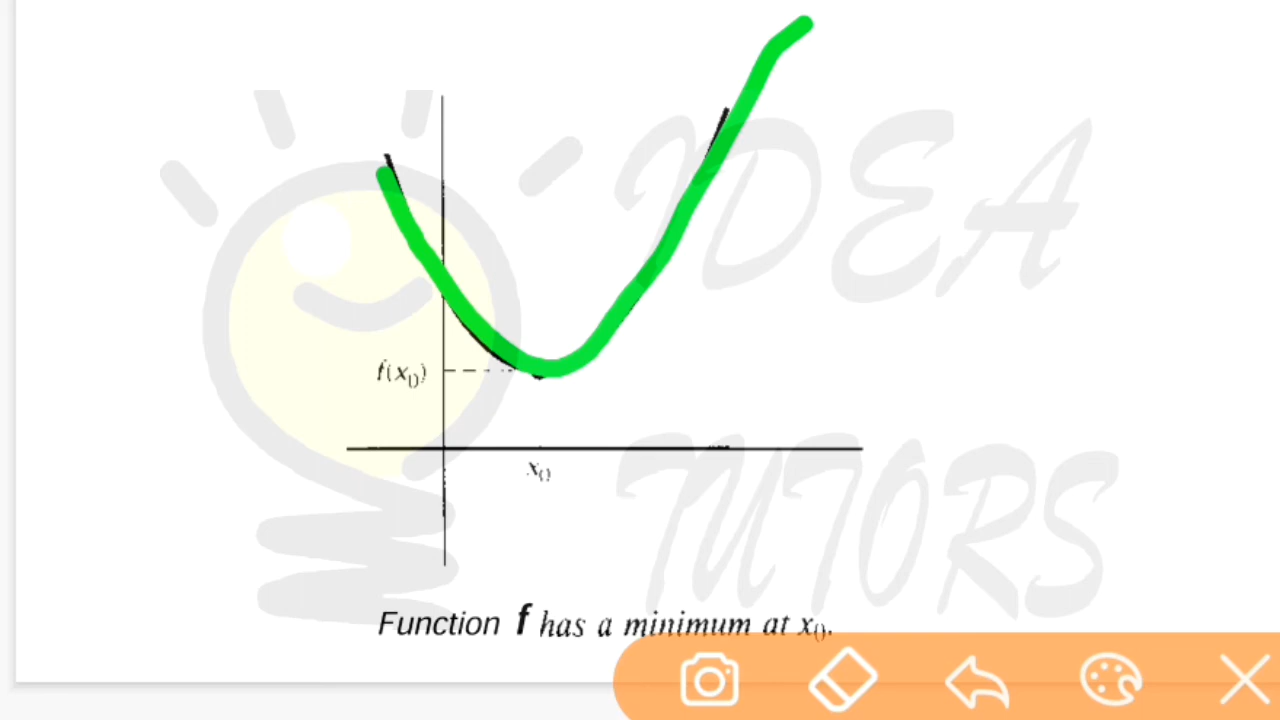 IDEA
f(x₀)
x₀
TUTORS
Function f has a minimum at x₀.